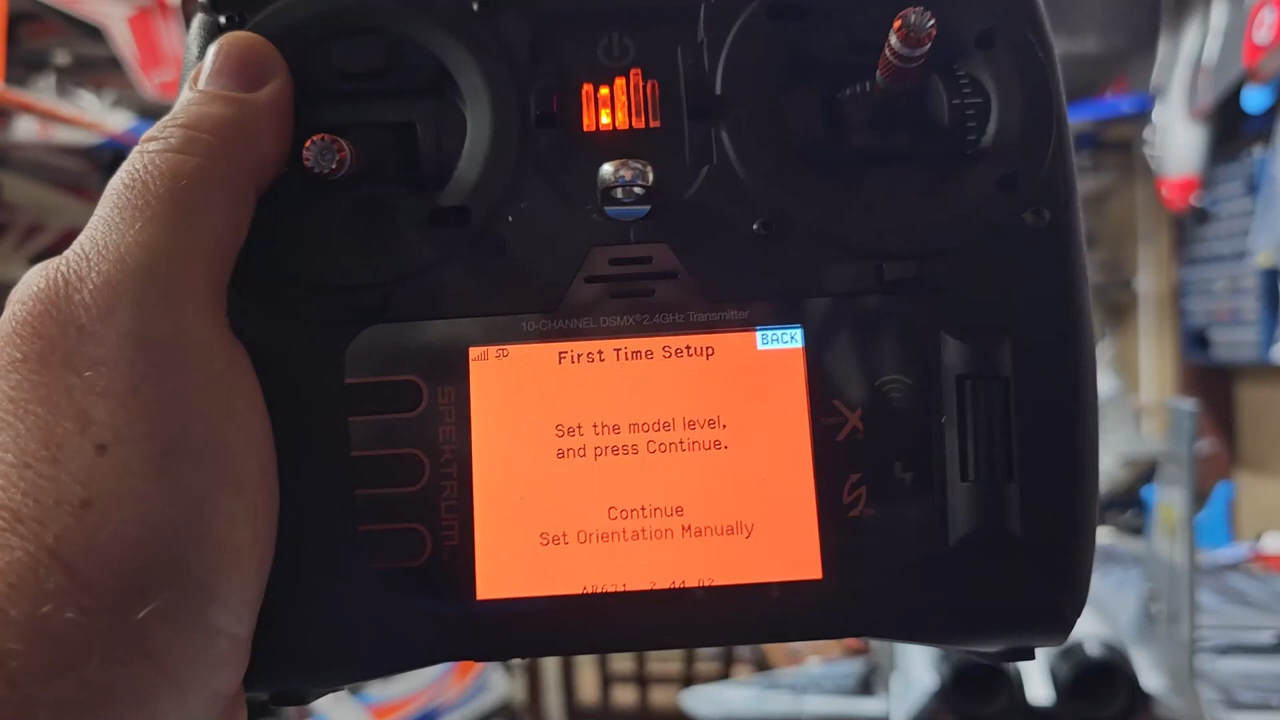 10-CHANNEL DSMX® 2.4GHz Transmitter
SD
First Time Setup
BACK
Set the model level,
and press Continue.
Continue
Set Orientation Manually
SPEKTRUM